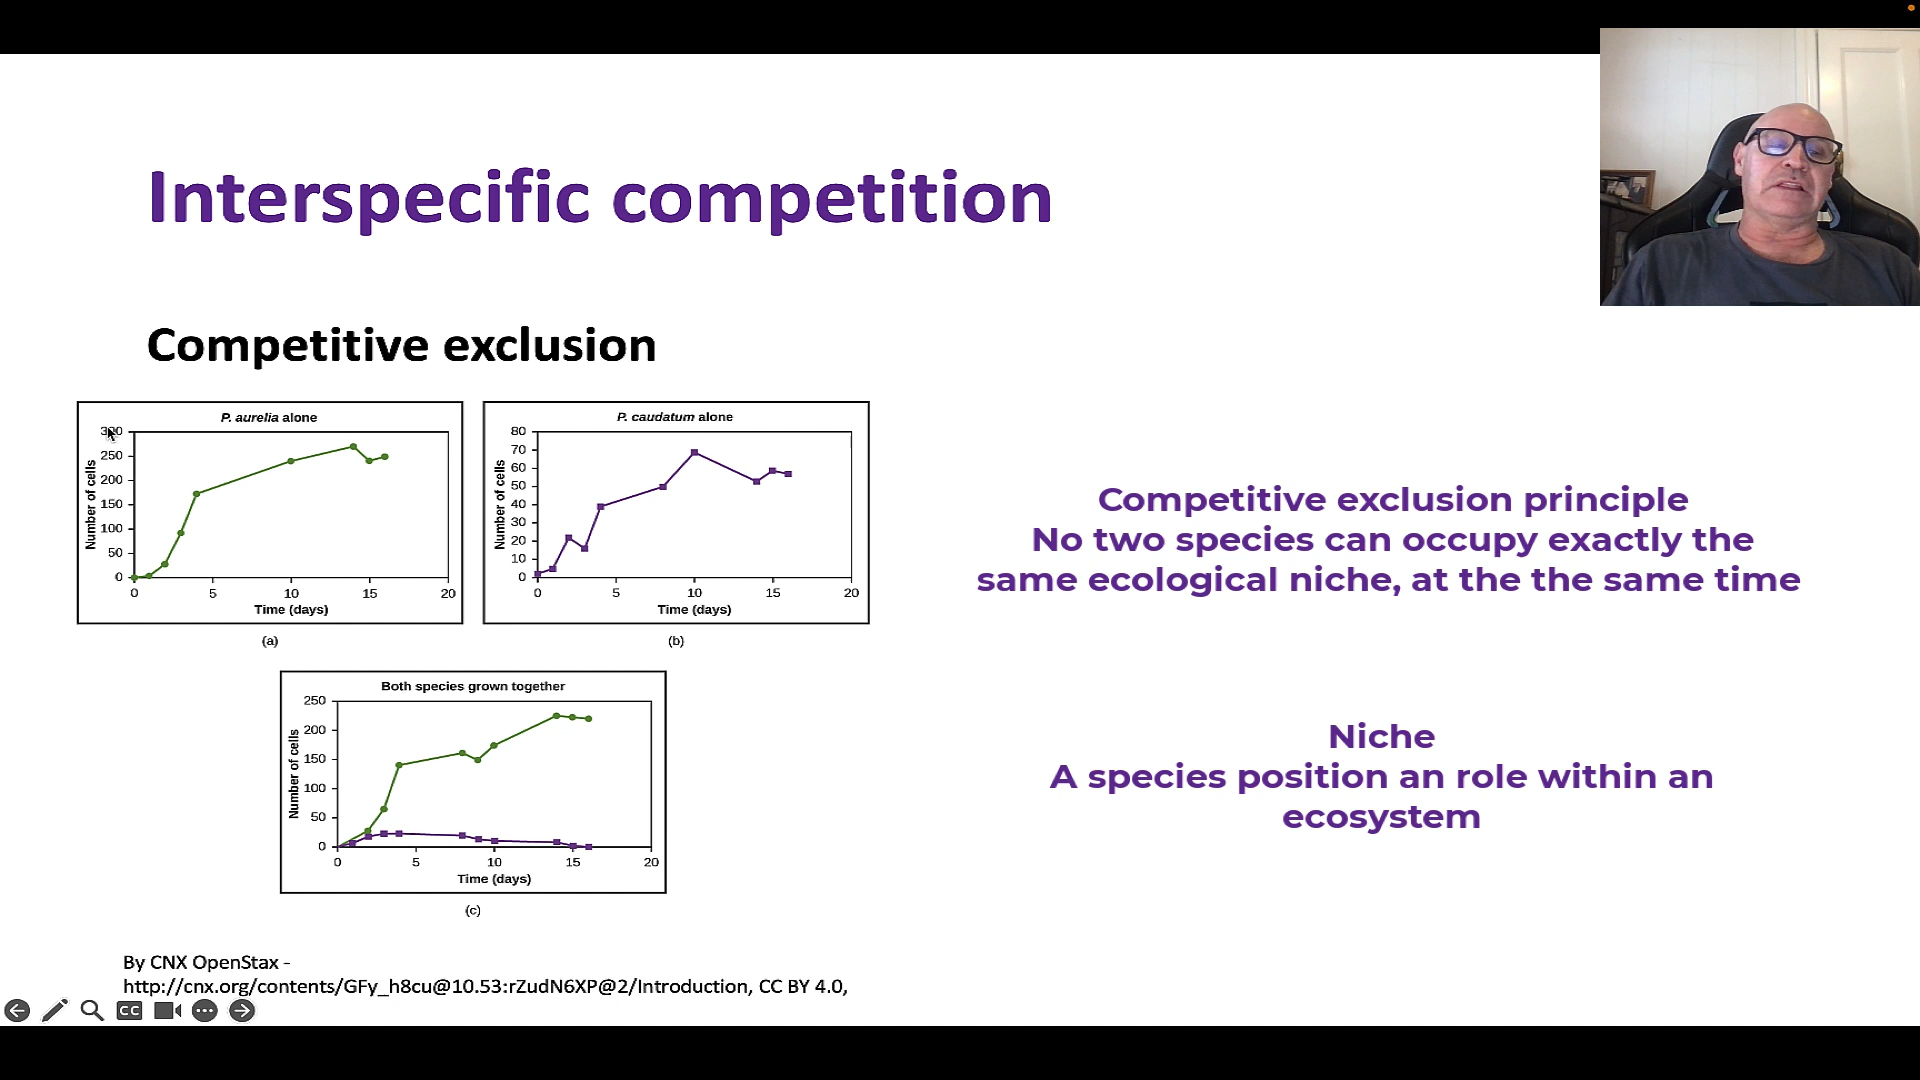 Interspecific competition
Competitive exclusion
P. aurelia alone
300
250
200
150
100
50
0
Number of cells
0 5 10 15 20
Time (days)
(a)
P. caudatum alone
80
70
60
50
40
30
20
10
0
Number of cells
0 5 10 15 20
Time (days)
(b)
Both species grown together
250
200
150
100
50
0
Number of cells
0 5 10 15 20
Time (days)
(c)
Competitive exclusion principle
No two species can occupy exactly the
same ecological niche, at the the same time
Niche
A species position an role within an
ecosystem
By CNX OpenStax -
http://cnx.org/contents/GFy_h8cu@10.53:rZudN6XP@2/Introduction, CC BY 4.0,
CC